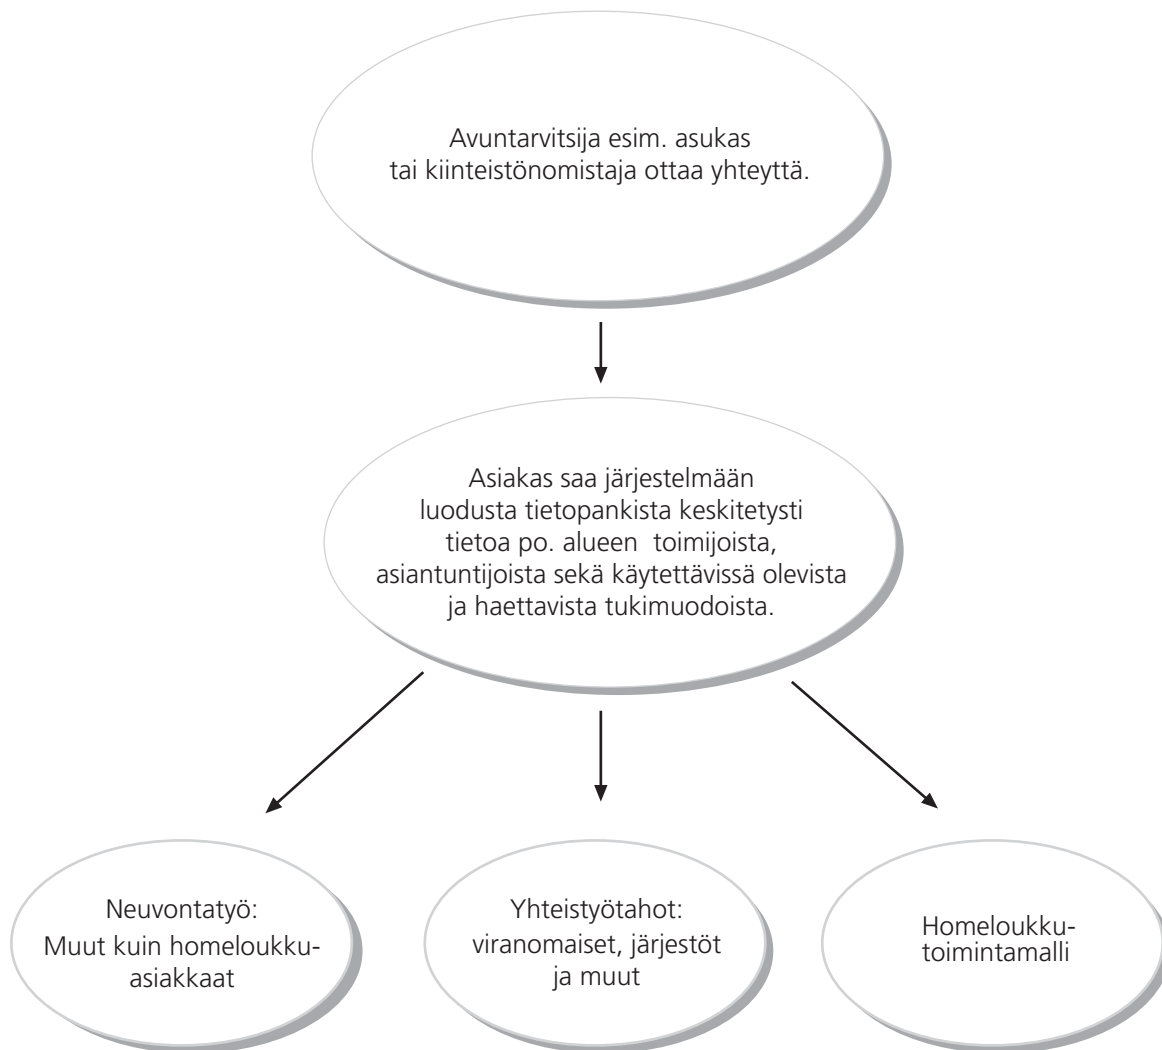 Avuntarvitsija esim. asukas
tai kiinteistönomistaja ottaa yhteyttä.
Asiakas saa järjestelmään
luodusta tietopankista keskitetysti
tietoa po. alueen toimijoista,
asiantuntijoista sekä käytettävissä olevista
ja haettavista tukimuodoista.
Neuvontatyö:
Muut kuin homeloukku-
asiakkaat
Yhteistyötahot:
viranomaiset, järjestöt
ja muut
Homeloukku-
toimintamalli